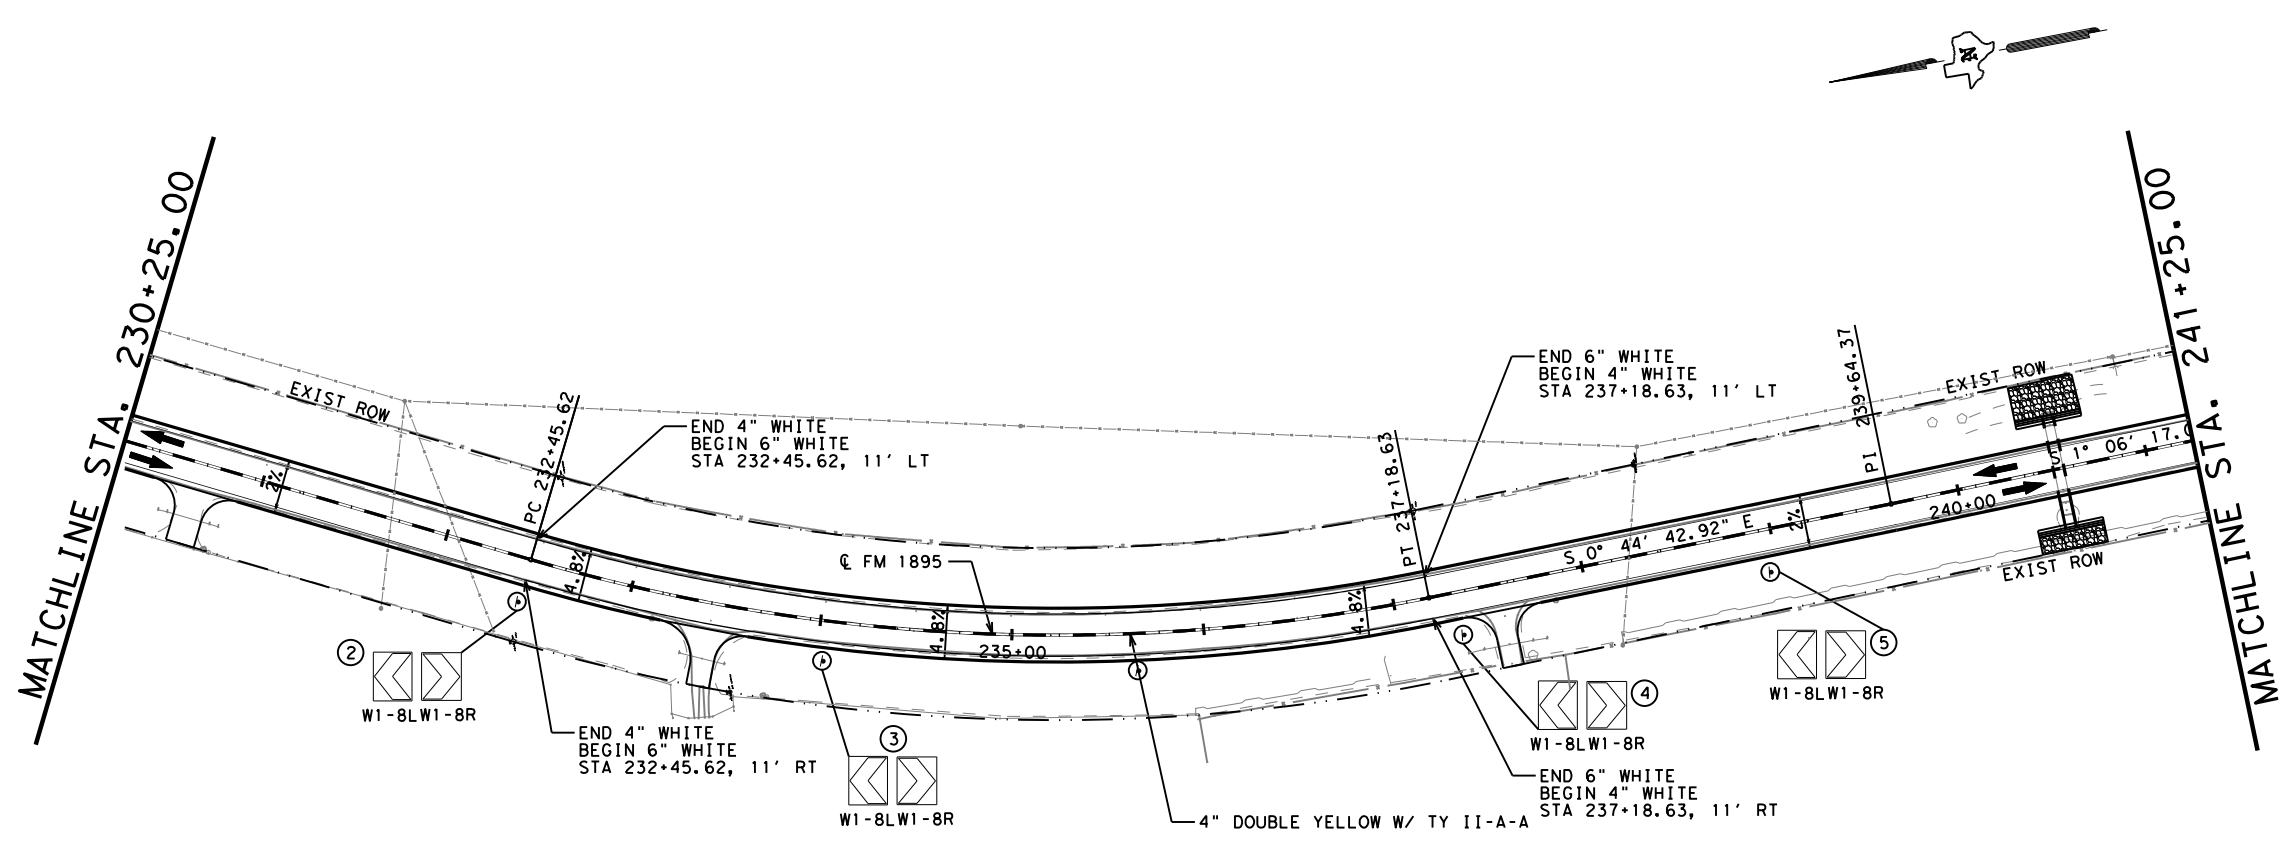 N
MATCHLINE STA. 230+25.00
EXIST ROW
2%
PC 232+45.62
END 4" WHITE
BEGIN 6" WHITE
STA 232+45.62, 11' LT
4.8%
℄ FM 1895
4.8%
235+00
4.8%
PT 237+18.63
END 6" WHITE
BEGIN 4" WHITE
STA 237+18.63, 11' LT
S 0° 44' 42.92" E
2%
PI 239+64.37
EXIST ROW
240+00
S 1° 06' 17.
EXIST ROW
MATCHLINE STA. 241+25.00
2
W1-8L W1-8R
END 4" WHITE
BEGIN 6" WHITE
STA 232+45.62, 11' RT
3
W1-8L W1-8R
4" DOUBLE YELLOW W/ TY II-A-A
4
W1-8L W1-8R
END 6" WHITE
BEGIN 4" WHITE
STA 237+18.63, 11' RT
5
W1-8L W1-8R